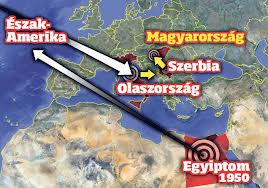 Észak-
Amerika
Magyarország
Szerbia
Olaszország
Egyiptom
1950